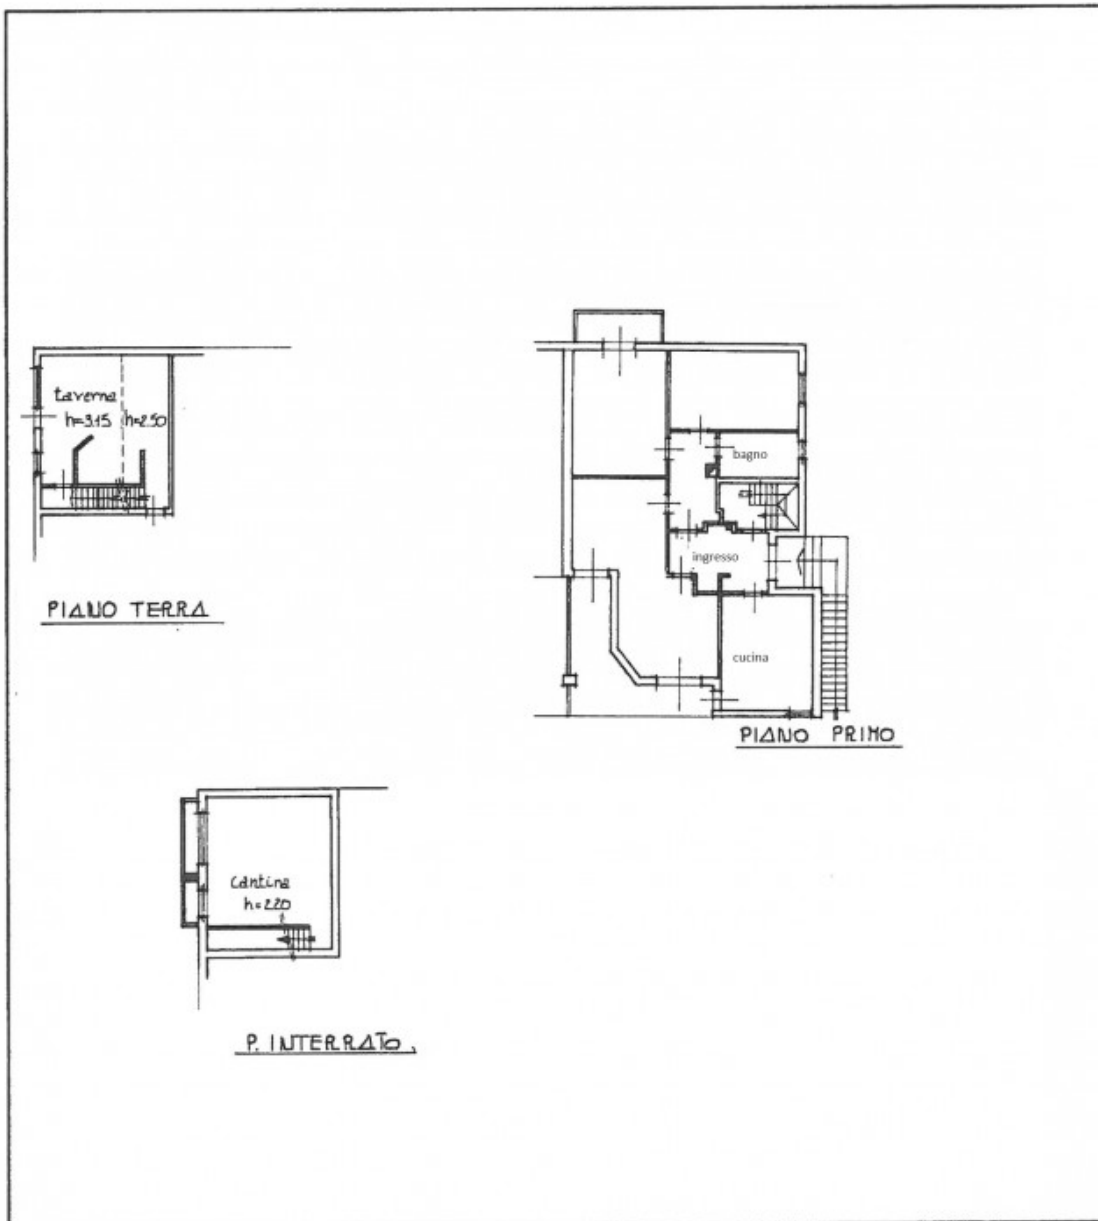 taverna
h=3.15 h=2.50
PIANO TERRA
bagno
ingresso
cucina
PIANO PRIMO
Cantina
h=2.20
P. INTERRATO.